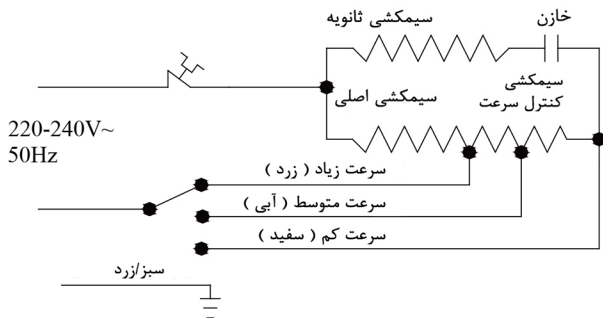 سیمکشی ثانویه
خازن
سیمکشی اصلی
سیمکشی
کنترل سرعت
220-240V~
50Hz
سرعت زیاد ( زرد )
سرعت متوسط ( آبی )
سرعت کم ( سفید )
سبز/زرد